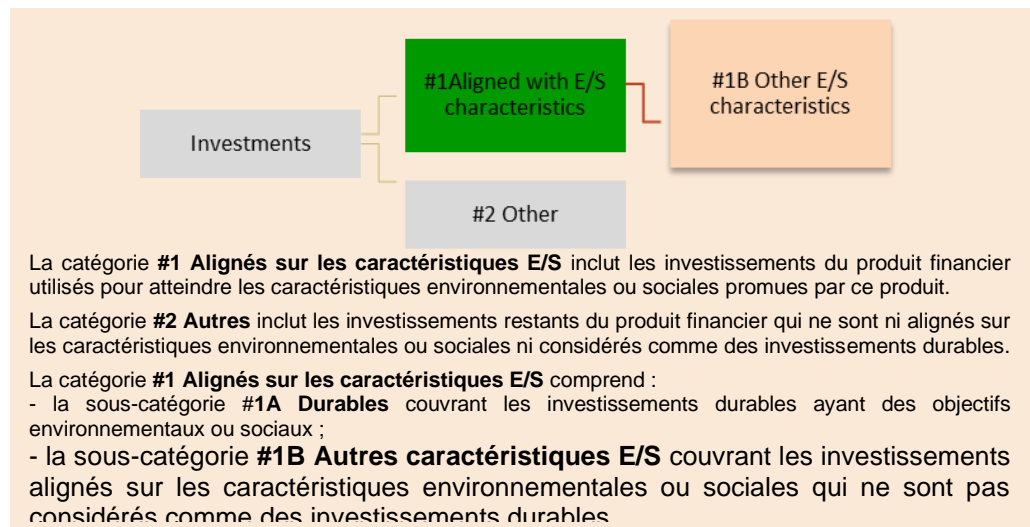 #1Aligned with E/S
characteristics
#1B Other E/S
characteristics
Investments
#2 Other
La catégorie #1 Alignés sur les caractéristiques E/S inclut les investissements du produit financier
utilisés pour atteindre les caractéristiques environnementales ou sociales promues par ce produit.
La catégorie #2 Autres inclut les investissements restants du produit financier qui ne sont ni alignés sur
les caractéristiques environnementales ou sociales ni considérés comme des investissements durables.
La catégorie #1 Alignés sur les caractéristiques E/S comprend :
- la sous-catégorie #1A Durables couvrant les investissements durables ayant des objectifs
environnementaux ou sociaux ;
- la sous-catégorie #1B Autres caractéristiques E/S couvrant les investissements
alignés sur les caractéristiques environnementales ou sociales qui ne sont pas
considérés comme des investissements durables